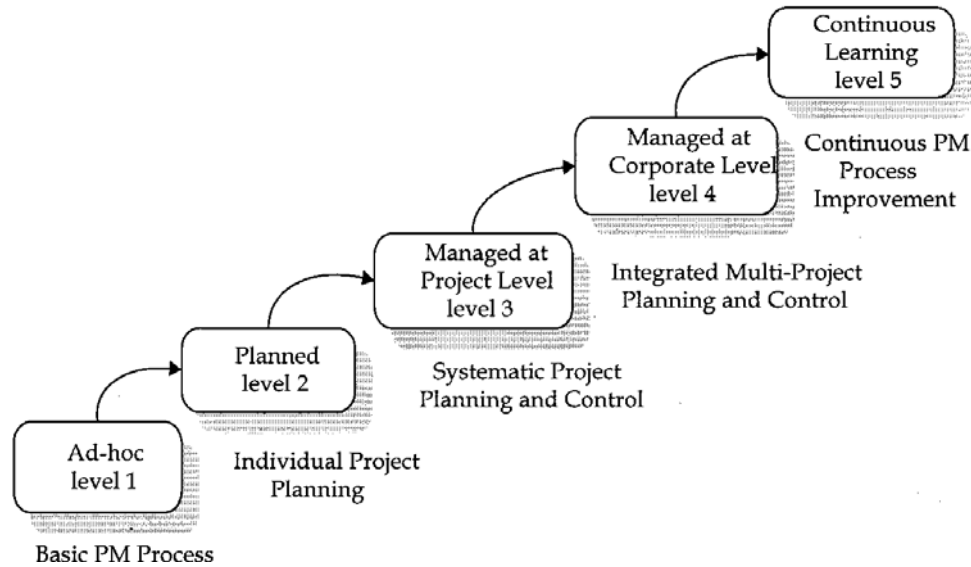 Continuous
Learning
level 5
Managed at
Corporate Level
level 4
Continuous PM
Process
Improvement
Managed at
Project Level
level 3
Integrated Multi-Project
Planning and Control
Planned
level 2
Systematic Project
Planning and Control
Ad-hoc
level 1
Individual Project
Planning
Basic PM Process